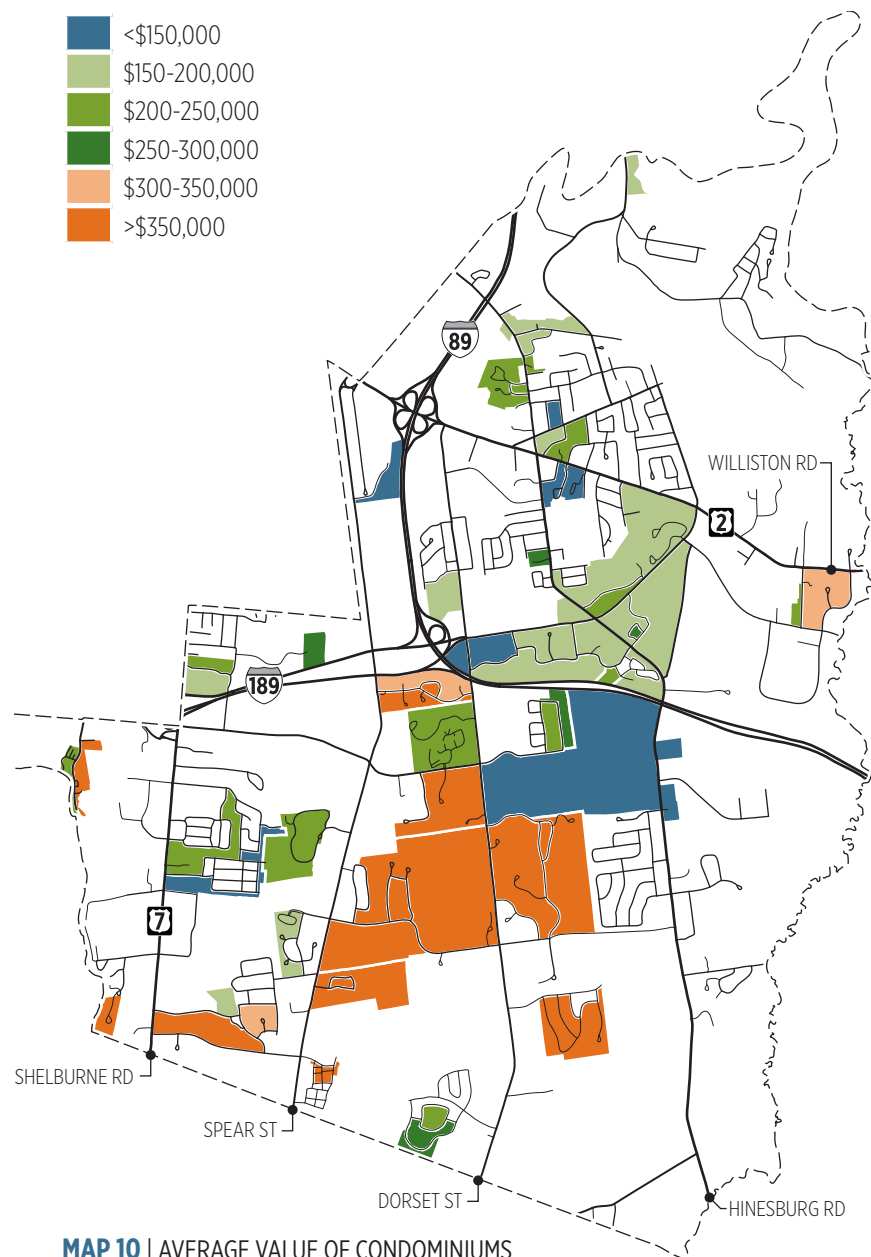 <$150,000
$150-200,000
$200-250,000
$250-300,000
$300-350,000
>$350,000
89
WILLISTON RD
2
189
7
SHELBURNE RD
SPEAR ST
DORSET ST
HINESBURG RD
MAP 10 | AVERAGE VALUE OF CONDOMINIUMS